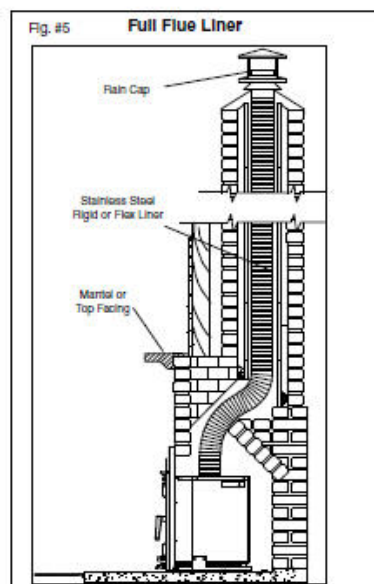 Fig. #5
Full Flue Liner
Rain Cap
Stainless Steel
Rigid or Flex Liner
Mantel or
Top Facing